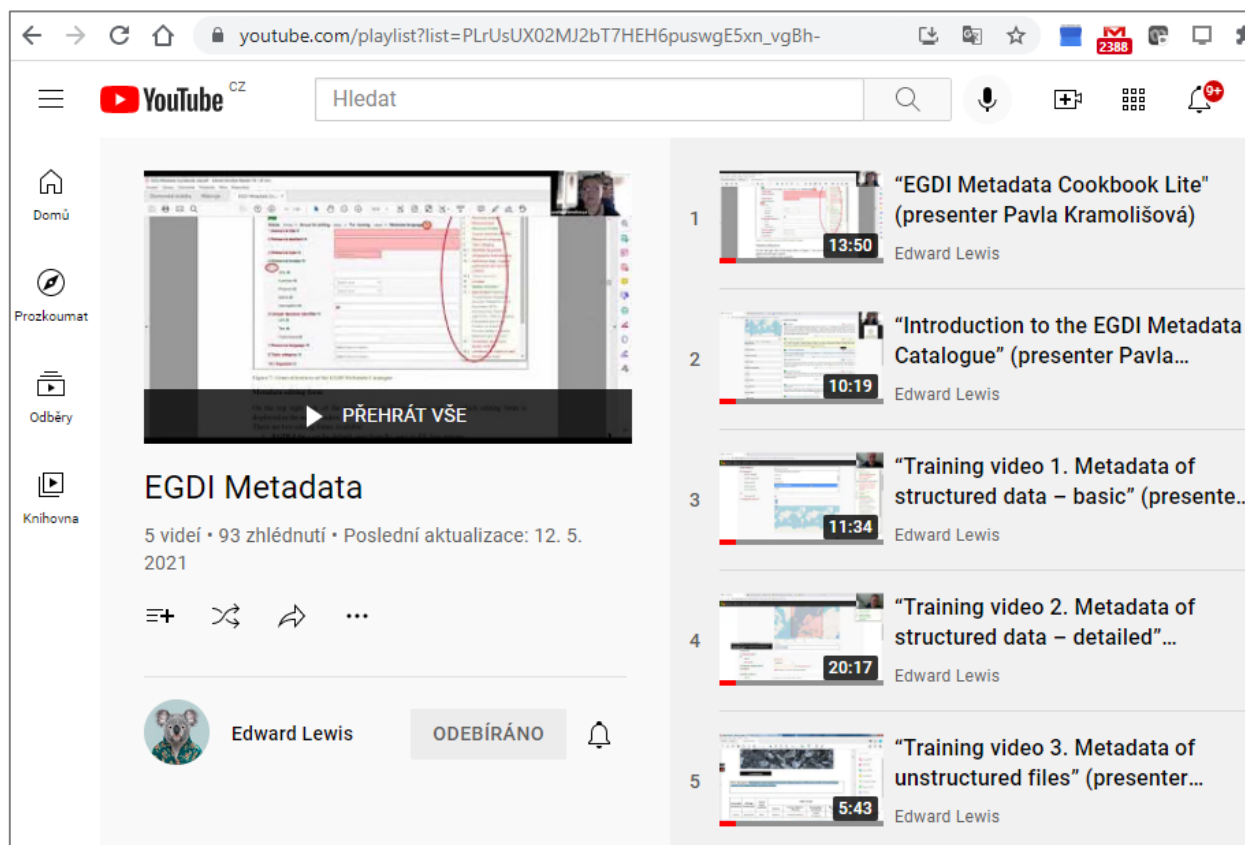 youtube.com/playlist?list=PLrUsUX02MJ2bT7HEH6puswgE5xn_vgBh-
2388
YouTube CZ
Hledat
9+
Domů
Prozkoumat
Odběry
Knihovna
PŘEHRÁT VŠE
EGDI Metadata
5 videí • 93 zhlédnutí • Poslední aktualizace: 12. 5.
2021
Edward Lewis
ODEBÍRÁNO
1
13:50
“EGDI Metadata Cookbook Lite"
(presenter Pavla Kramolišová)
Edward Lewis
2
10:19
“Introduction to the EGDI Metadata
Catalogue” (presenter Pavla...
Edward Lewis
3
11:34
“Training video 1. Metadata of
structured data – basic” (presente...
Edward Lewis
4
20:17
“Training video 2. Metadata of
structured data – detailed”...
Edward Lewis
5
5:43
“Training video 3. Metadata of
unstructured files” (presenter...
Edward Lewis